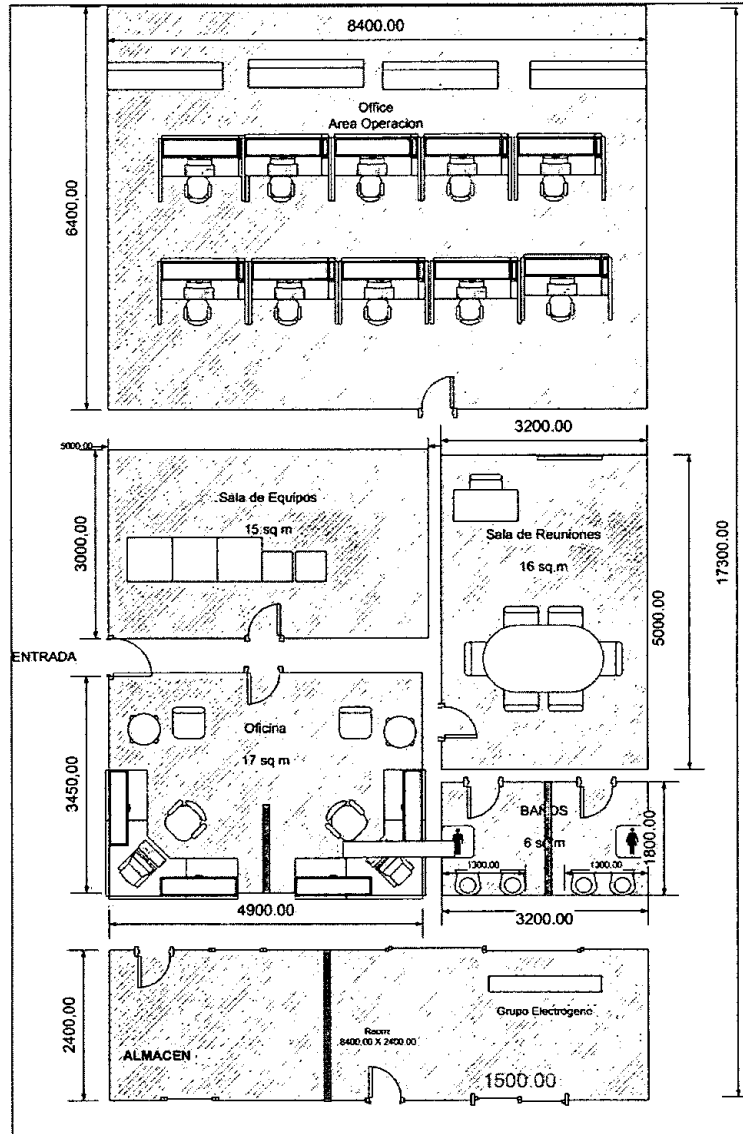 8400.00
Office
Area Operacion
6400,00
3200.00
5000,00
Sala de Equipos
15 sq m
3000,00
Sala de Reuniones
16 sq m
5000.00
17300.00
ENTRADA
Oficina
17 sq m
3450,00
BANOS
6 sq m
1800.00
1300.00
1300.00
4900.00
3200.00
2400,00
ALMACEN
Room
8400.00 X 2400.00
Grupo Electrogeno
1500.00